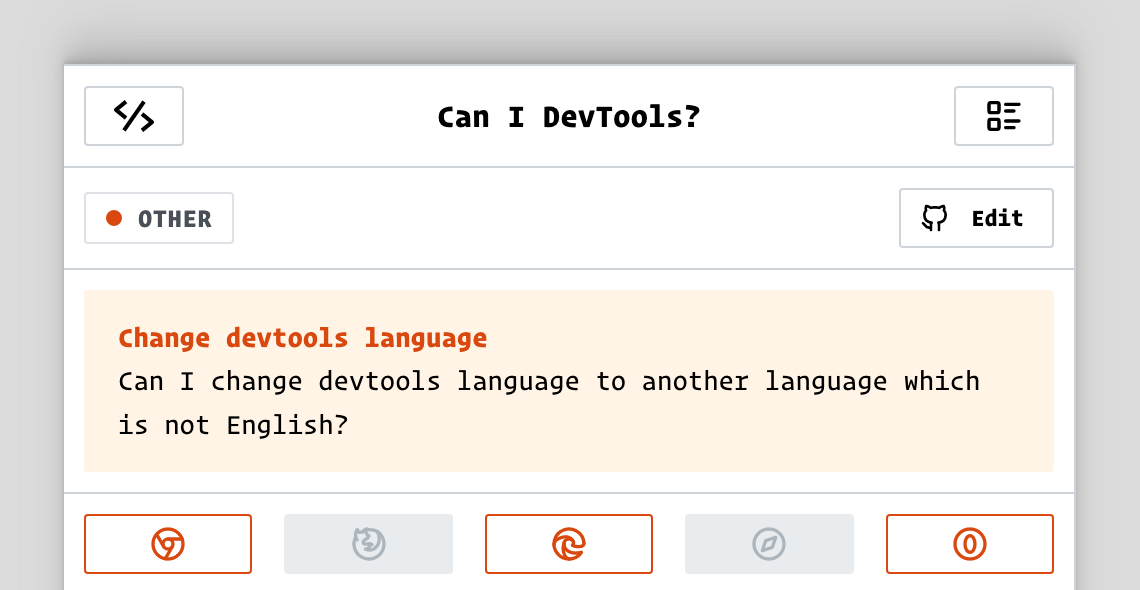 Can I DevTools?
OTHER
Edit
Change devtools language
Can I change devtools language to another language which
is not English?